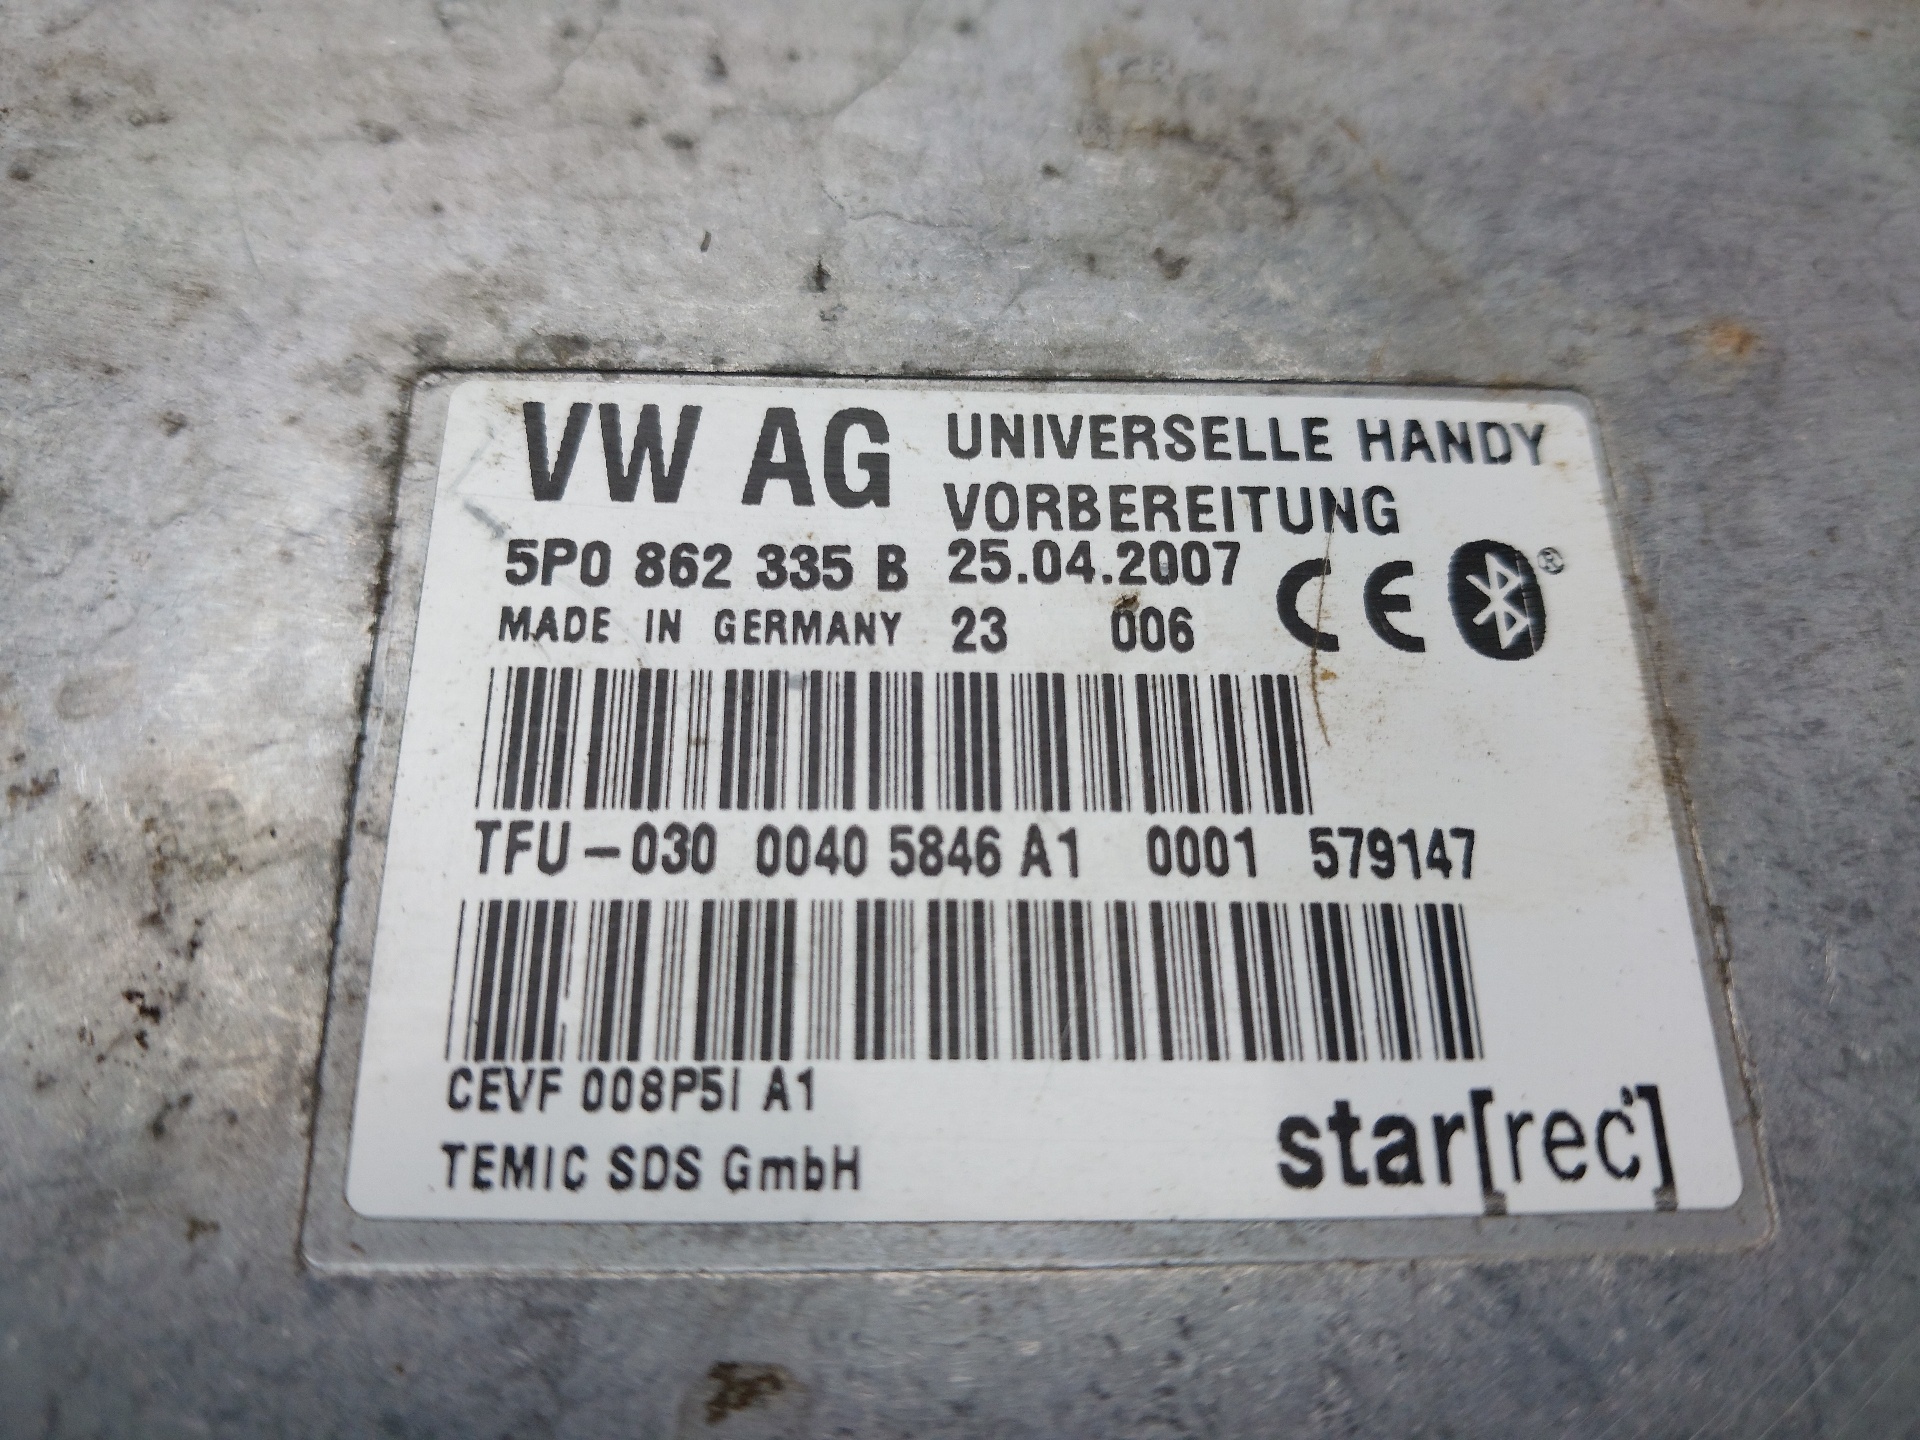 VW AG UNIVERSELLE HANDY
VORBEREITUNG
5P0 862 335 B 25.04.2007 CE ®
MADE IN GERMANY 23 006
TFU-030 0040 5846 A1 0001 579147
CEVF 008P5I A1
TEMIC SDS GmbH
star[rec]